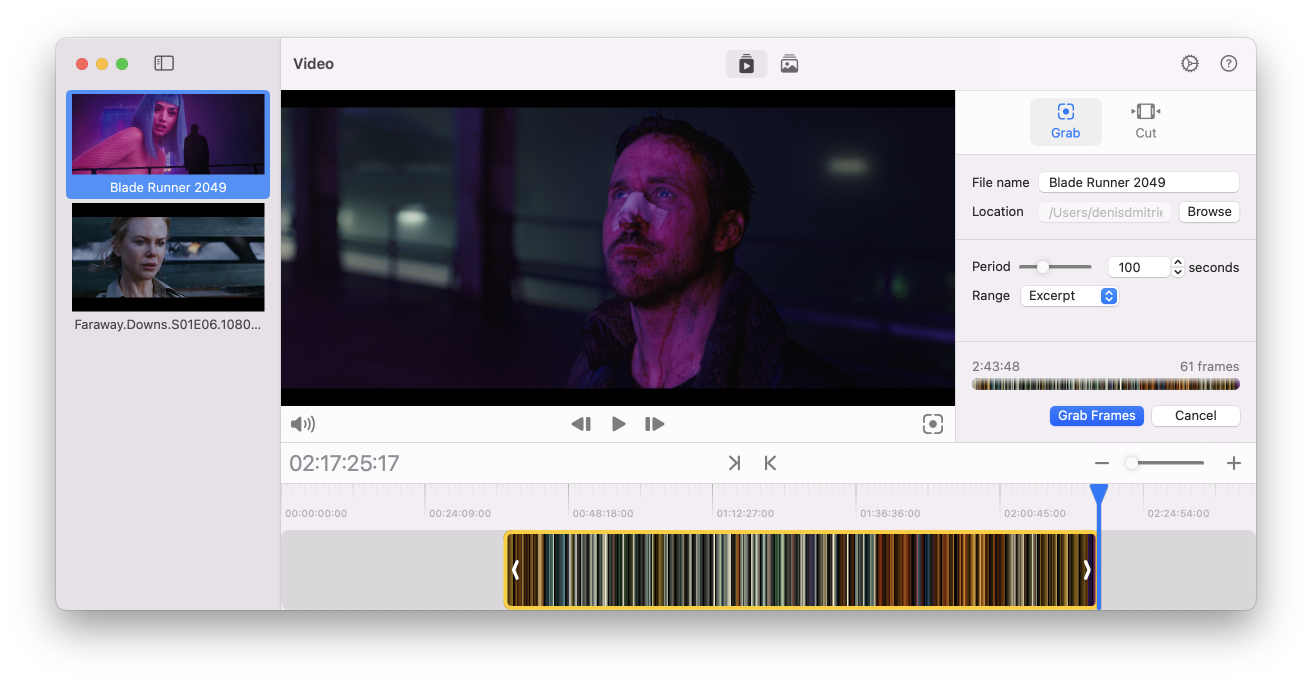 Video
Blade Runner 2049
Faraway.Downs.S01E06.1080...
Grab
Cut
File name
Blade Runner 2049
Location
/Users/denisdmitrie
Browse
Period
100
seconds
Range
Excerpt
2:43:48
61 frames
Grab Frames
Cancel
02:17:25:17
00:00:00:00
00:24:09:00
00:48:18:00
01:12:27:00
01:36:36:00
02:00:45:00
02:24:54:00